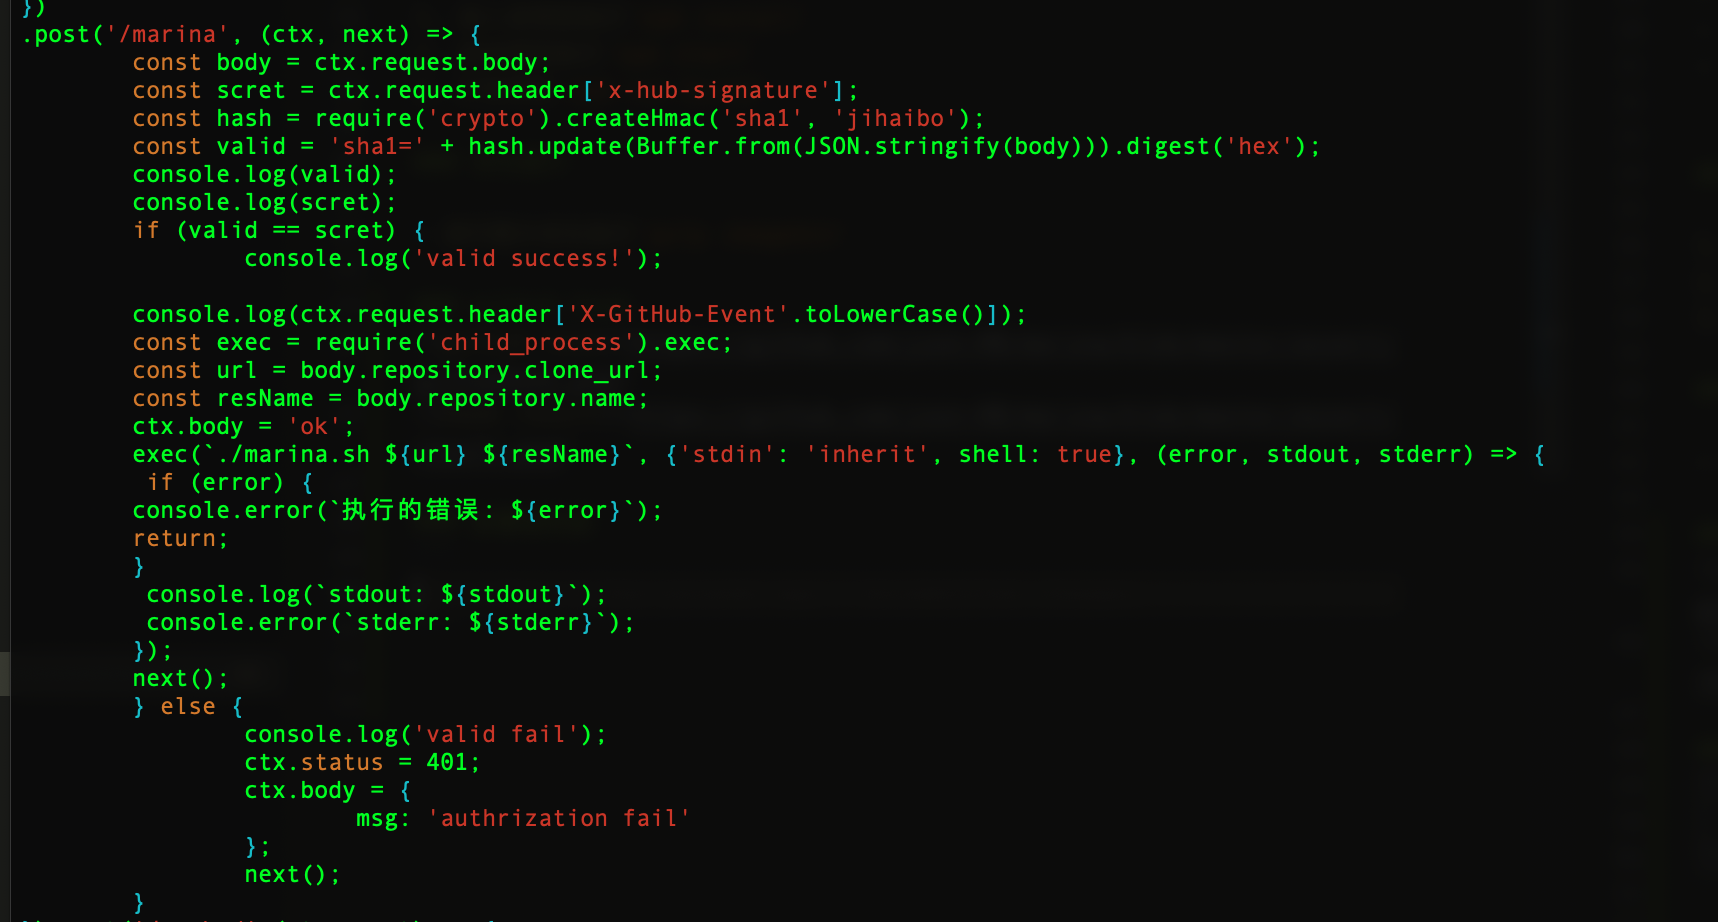 })
.post('/marina', (ctx, next) => {
const body = ctx.request.body;
const scret = ctx.request.header['x-hub-signature'];
const hash = require('crypto').createHmac('sha1', 'jihaibo');
const valid = 'sha1=' + hash.update(Buffer.from(JSON.stringify(body))).digest('hex');
console.log(valid);
console.log(scret);
if (valid == scret) {
console.log('valid success!');
console.log(ctx.request.header['X-GitHub-Event'.toLowerCase()]);
const exec = require('child_process').exec;
const url = body.repository.clone_url;
const resName = body.repository.name;
ctx.body = 'ok';
exec(`./marina.sh ${url} ${resName}`, {'stdin': 'inherit', shell: true}, (error, stdout, stderr) => {
if (error) {
console.error(`执行的错误: ${error}`);
return;
}
console.log(`stdout: ${stdout}`);
console.error(`stderr: ${stderr}`);
});
next();
} else {
console.log('valid fail');
ctx.status = 401;
ctx.body = {
msg: 'authrization fail'
};
next();
}